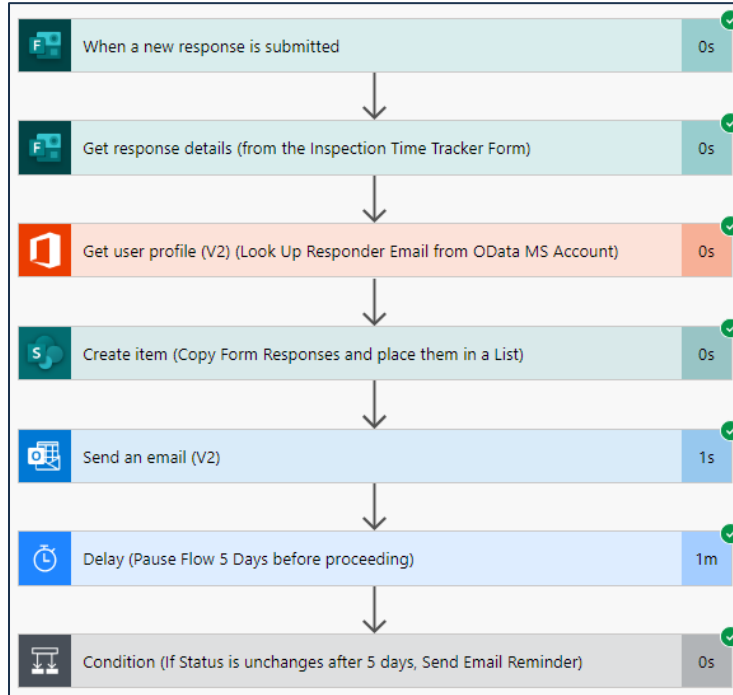 When a new response is submitted 0s
Get response details (from the Inspection Time Tracker Form) 0s
Get user profile (V2) (Look Up Responder Email from OData MS Account) 0s
Create item (Copy Form Responses and place them in a List) 0s
Send an email (V2) 1s
Delay (Pause Flow 5 Days before proceeding) 1m
Condition (If Status is unchanges after 5 days, Send Email Reminder) 0s